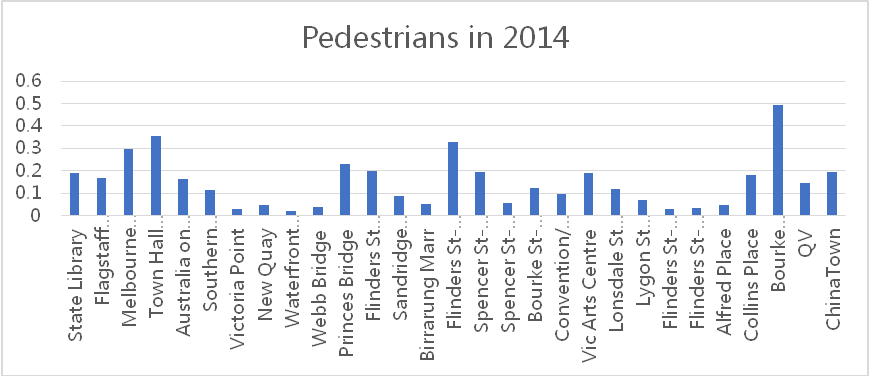 Pedestrians in 2014
0.6
0.5
0.4
0.3
0.2
0.1
0
State Library
Flagstaff…
Melbourne…
Town Hall…
Australia on…
Southern…
Victoria Point
New Quay
Waterfront…
Webb Bridge
Princes Bridge
Flinders St…
Sandridge…
Birrarung Marr
Flinders St-…
Spencer St-…
Spencer St-…
Bourke St-…
Convention/…
Vic Arts Centre
Lonsdale St…
Lygon St…
Flinders St-…
Flinders St-…
Alfred Place
Collins Place
Bourke…
QV
ChinaTown